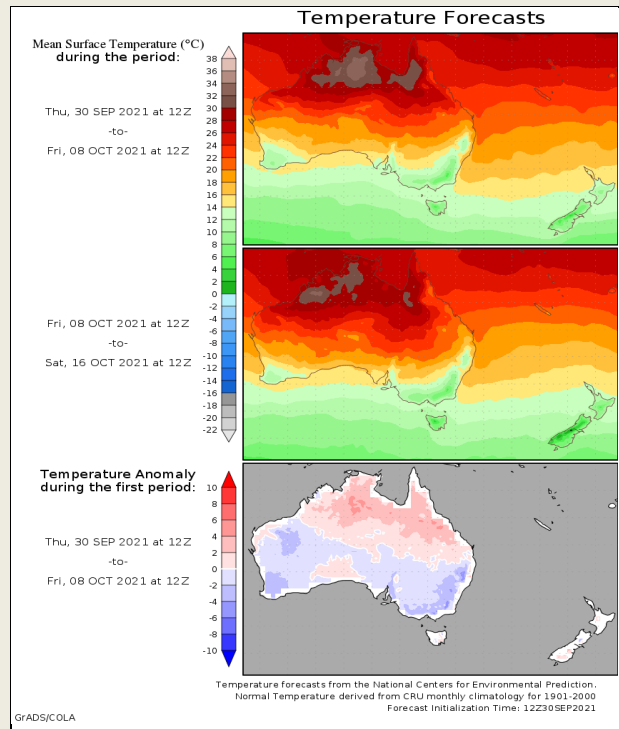 Temperature Forecasts
Mean Surface Temperature (°C)
during the period:
Thu, 30 SEP 2021 at 12Z
-to-
Fri, 08 OCT 2021 at 12Z
38
36
34
32
30
28
26
24
22
20
18
16
14
12
10
8
6
4
2
0
-2
-4
-6
-8
-10
-12
-14
-16
-18
-20
-22
Fri, 08 OCT 2021 at 12Z
-to-
Sat, 16 OCT 2021 at 12Z
Temperature Anomaly
during the first period:
Thu, 30 SEP 2021 at 12Z
-to-
Fri, 08 OCT 2021 at 12Z
10
8
6
4
2
0
-2
-4
-6
-8
-10
Temperature forecasts from the National Centers for Environmental Prediction.
Normal Temperature derived from CRU monthly climatology for 1901-2000
Forecast Initialization Time: 12Z30SEP2021
GrADS/COLA